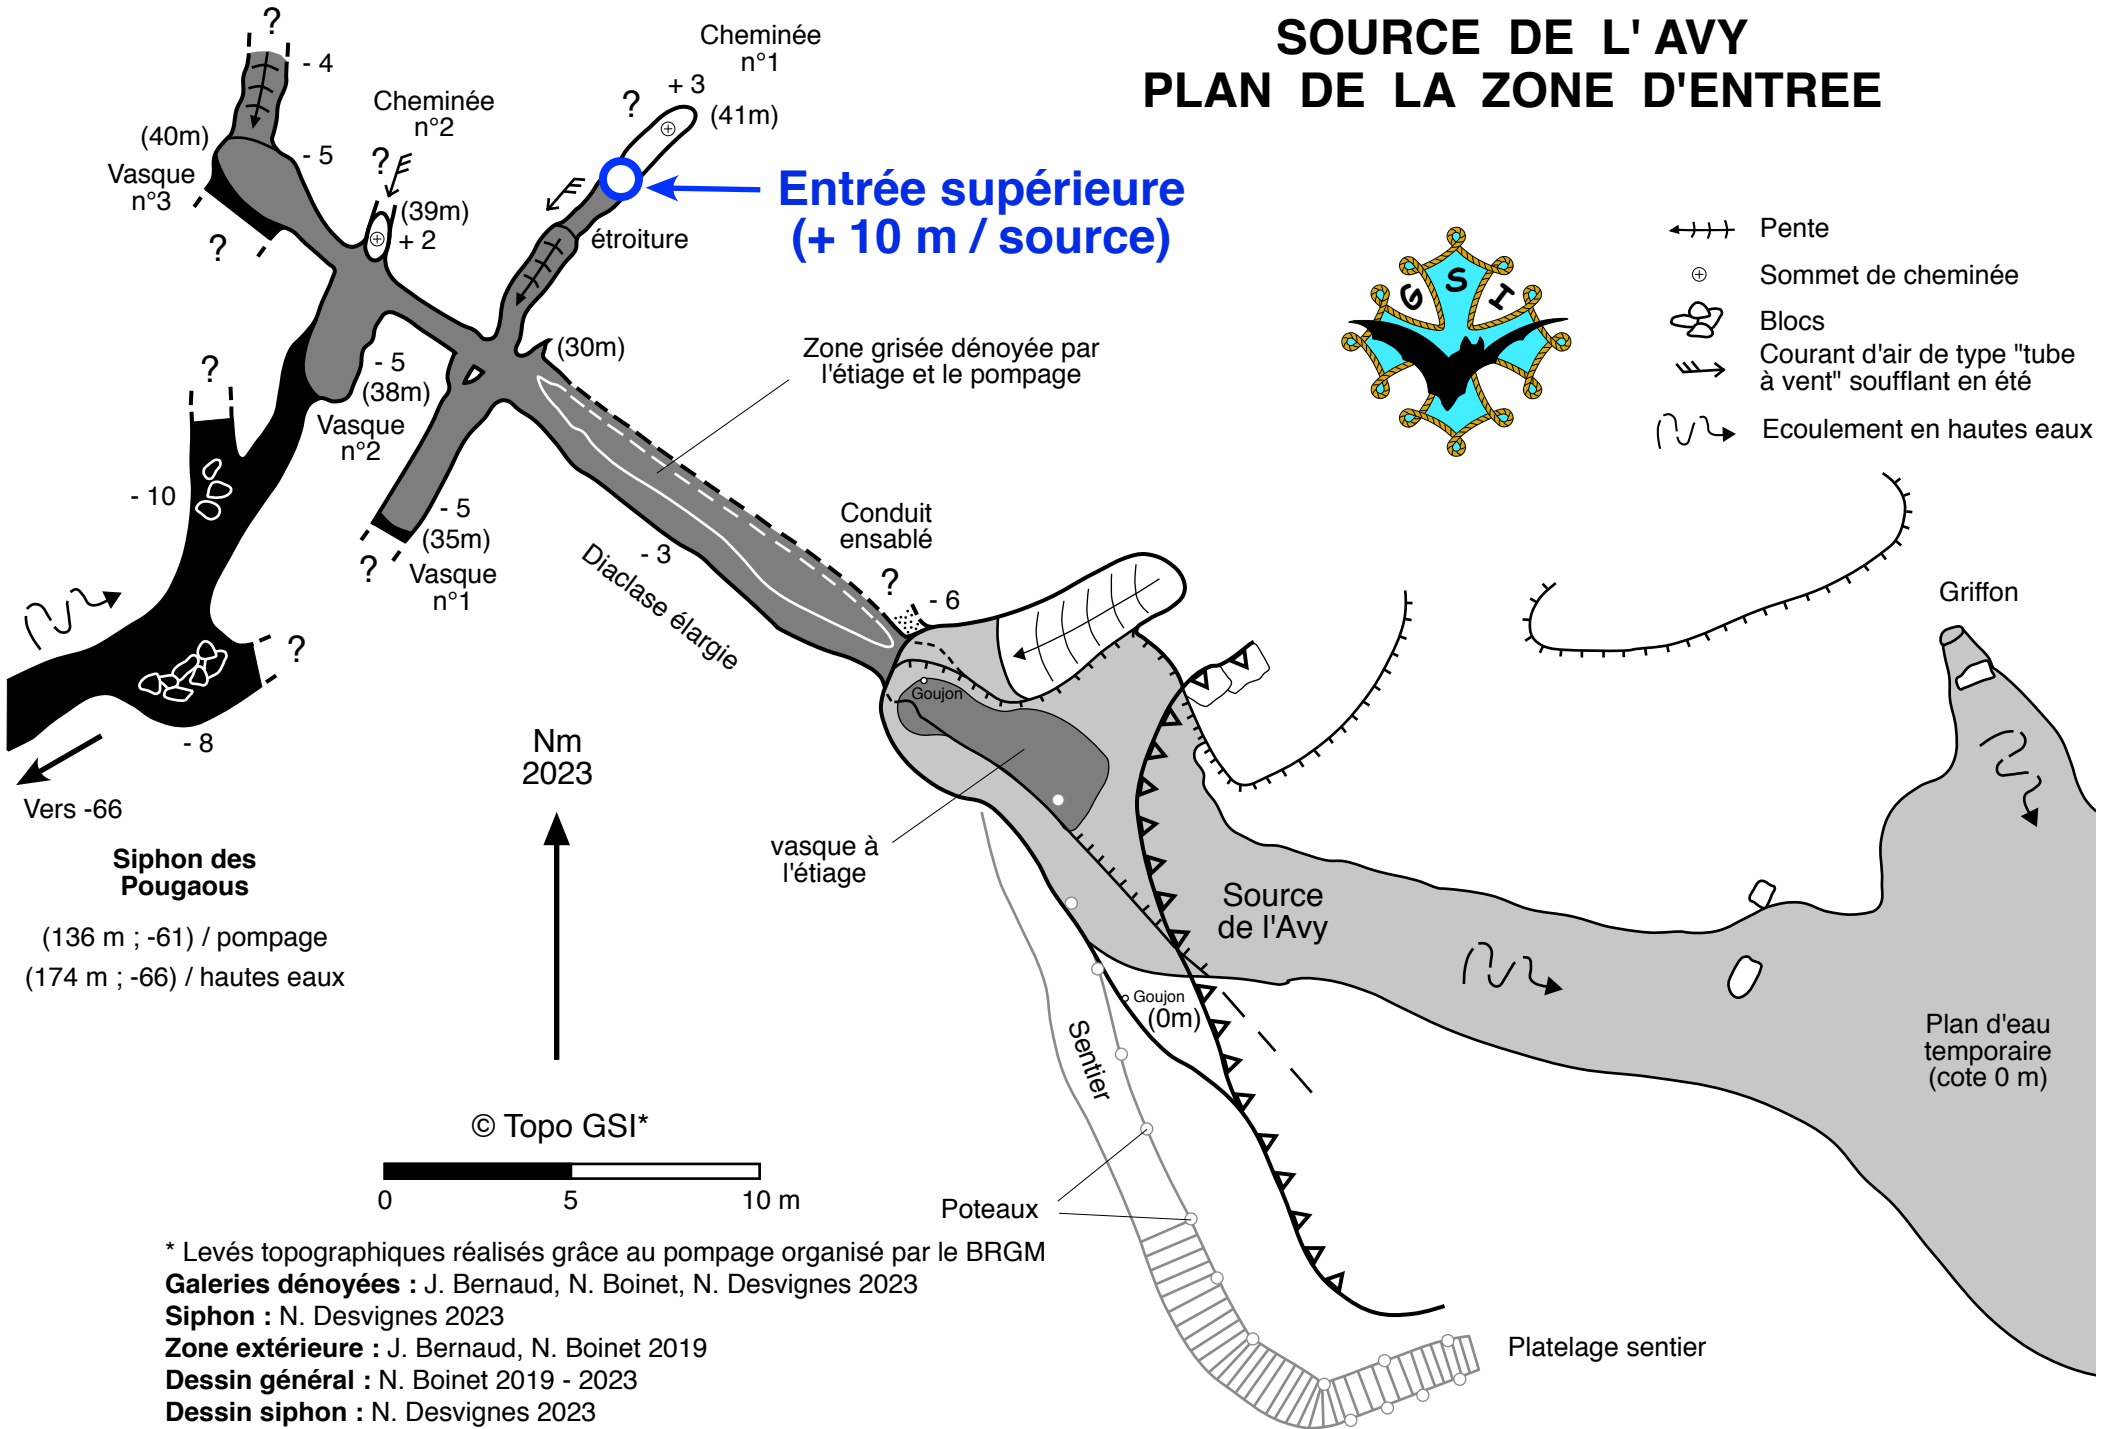 SOURCE DE L' AVY
PLAN DE LA ZONE D'ENTREE
?
- 4
Cheminée
n°1
+ 3
?
(41m)
Cheminée
n°2
(40m)
- 5
?
Vasque
n°3
(39m)
+ 2
?
étroiture
Entrée supérieure
(+ 10 m / source)
G S I
Pente
Sommet de cheminée
Blocs
Courant d'air de type "tube
à vent" soufflant en été
Ecoulement en hautes eaux
(30m)
Zone grisée dénoyée par
l'étiage et le pompage
?
- 5
(38m)
Vasque
n°2
- 10
- 5
(35m)
?
Vasque
n°1
- 3
Diaclase élargie
Conduit
ensablé
?
- 6
Griffon
?
- 8
Goujon
Nm
2023
Vers -66
Siphon des
Pougaous
(136 m ; -61) / pompage
(174 m ; -66) / hautes eaux
vasque à
l'étiage
Source
de l'Avy
Goujon
(0m)
Sentier
Plan d'eau
temporaire
(cote 0 m)
© Topo GSI*
0 5 10 m
Poteaux
Platelage sentier
* Levés topographiques réalisés grâce au pompage organisé par le BRGM
Galeries dénoyées : J. Bernaud, N. Boinet, N. Desvignes 2023
Siphon : N. Desvignes 2023
Zone extérieure : J. Bernaud, N. Boinet 2019
Dessin général : N. Boinet 2019 - 2023
Dessin siphon : N. Desvignes 2023